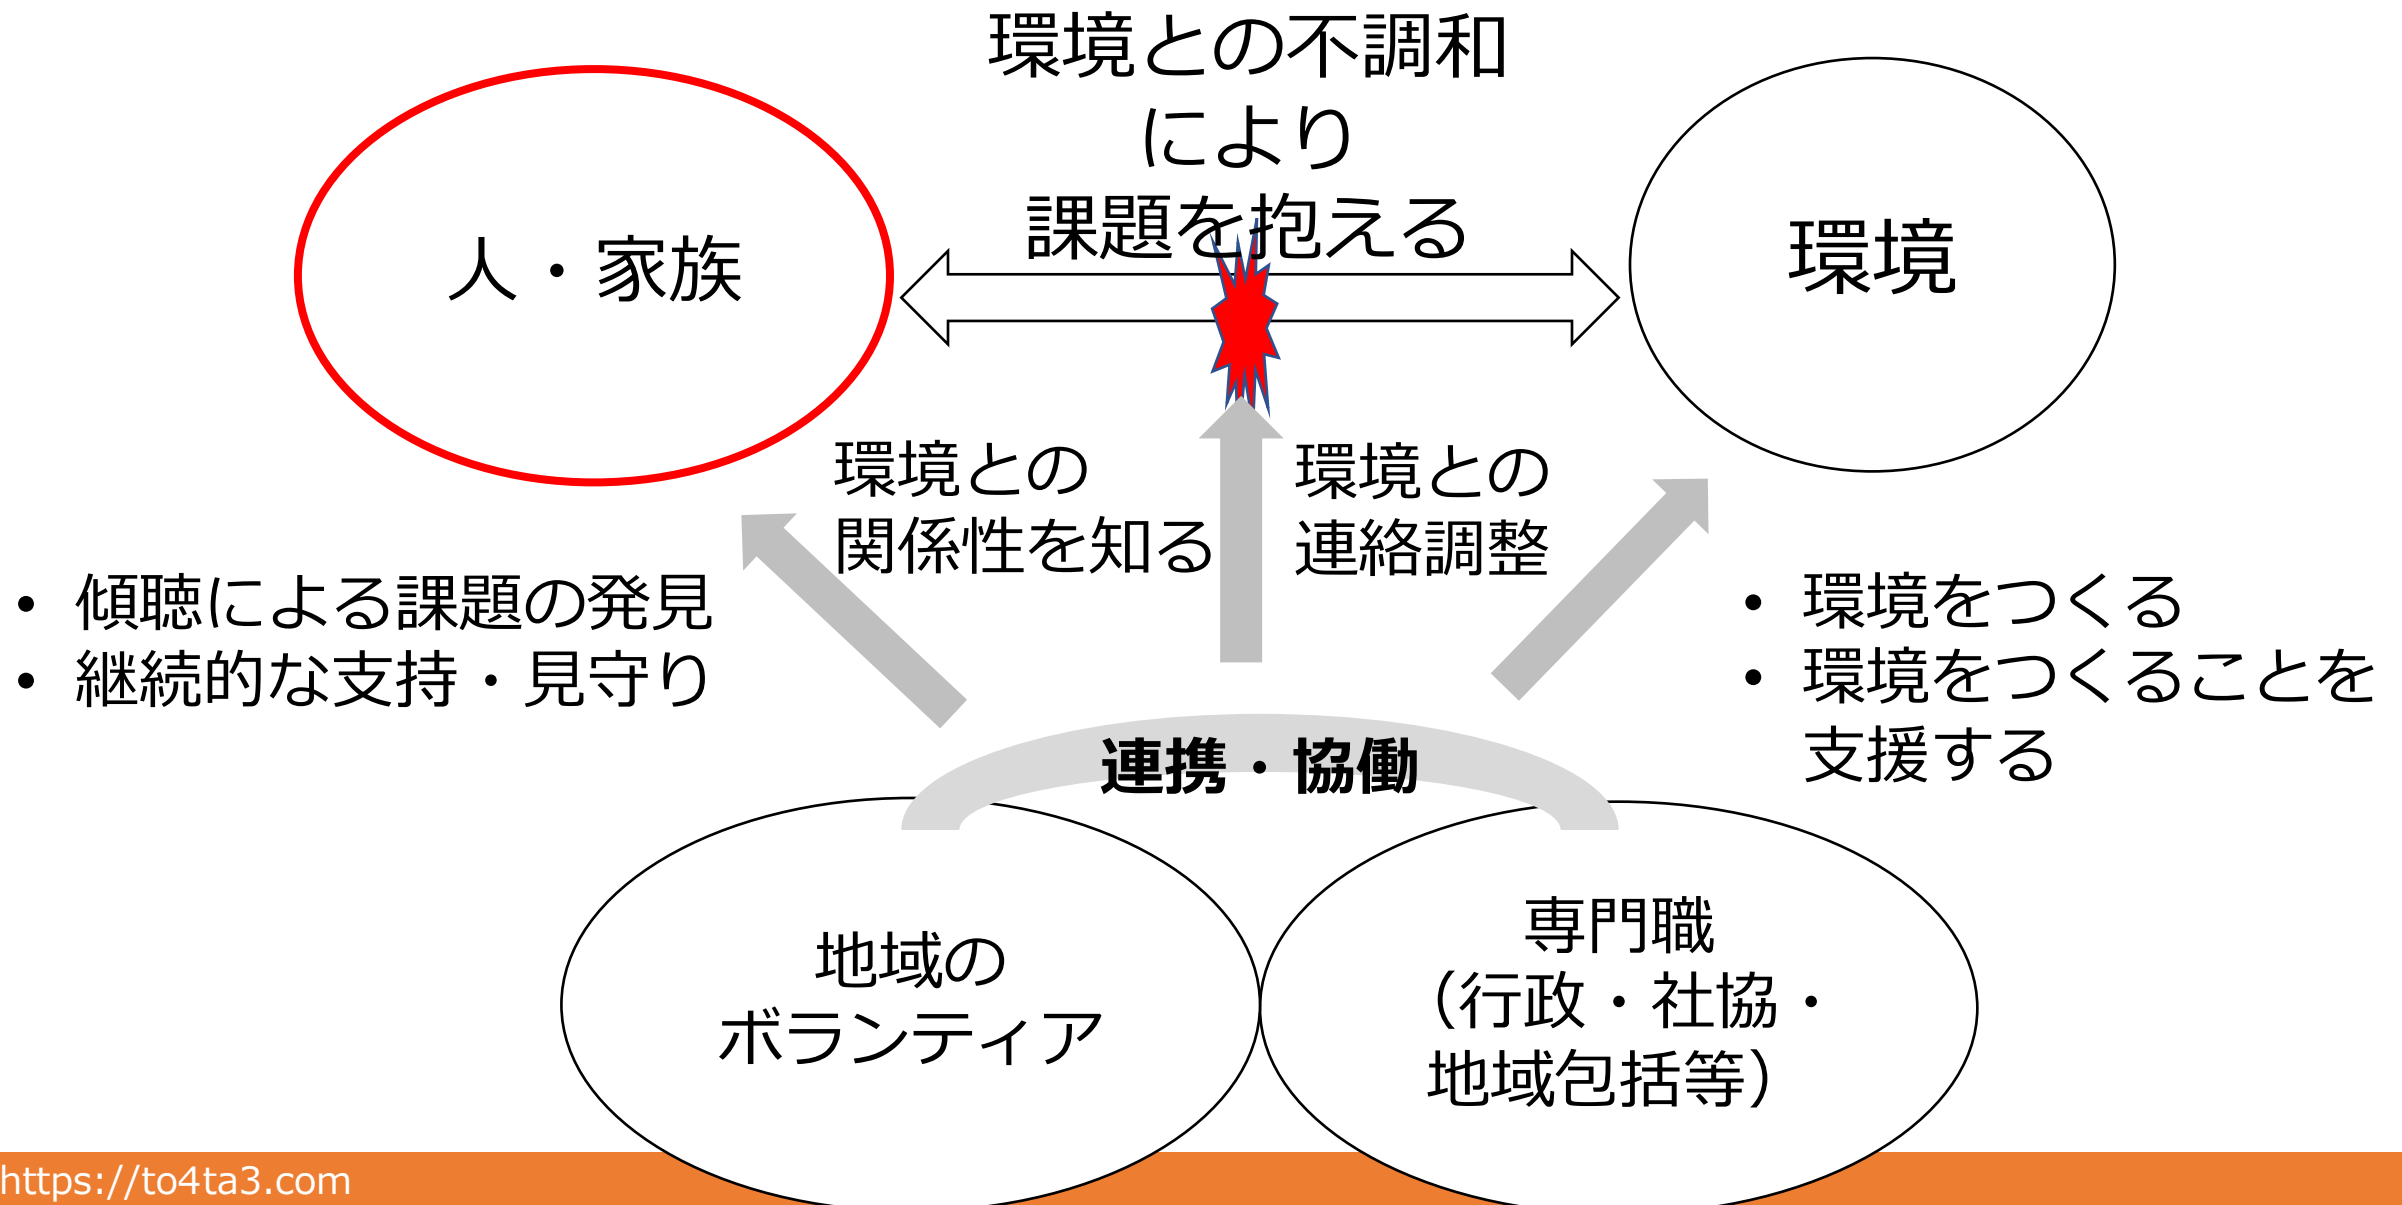 環境との不調和
により
課題を抱える
人・家族
環境
環境との
関係性を知る
環境との
連絡調整
• 傾聴による課題の発見
• 継続的な支持・見守り
• 環境をつくる
• 環境をつくることを
支援する
連携・協働
地域の
ボランティア
専門職
（行政・社協・
地域包括等）
https://to4ta3.com